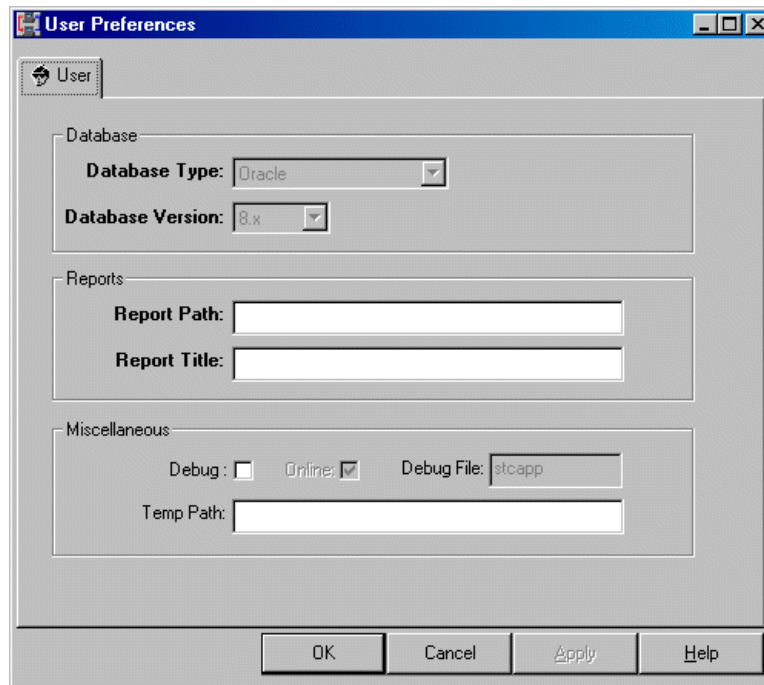 User Preferences
User
Database
Database Type: Oracle
Database Version: 8.x
Reports
Report Path:
Report Title:
Miscellaneous
Debug : Online: Debug File: stcapp
Temp Path:
OK Cancel Apply Help